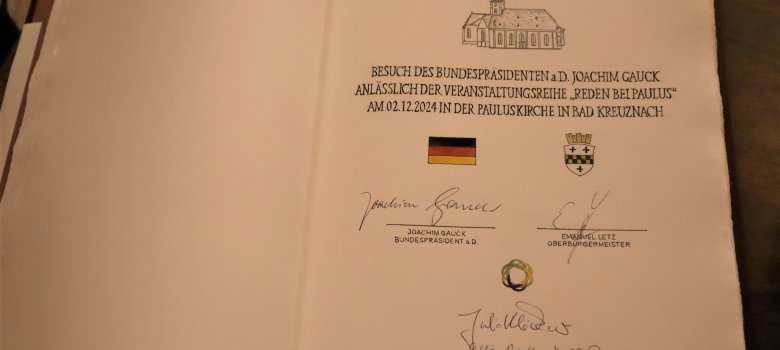 BESUCH DES BUNDESPRÄSIDENTEN a.D. JOACHIM GAUCK
ANLÄSSLICH DER VERANSTALTUNGSREIHE „REDEN BEI PAULUS“
AM 02.12.2024 IN DER PAULUSKIRCHE IN BAD KREUZNACH
Joachim Gauck
JOACHIM GAUCK
BUNDESPRÄSIDENT a.D.
EMANUEL LETZ
OBERBÜRGERMEISTER